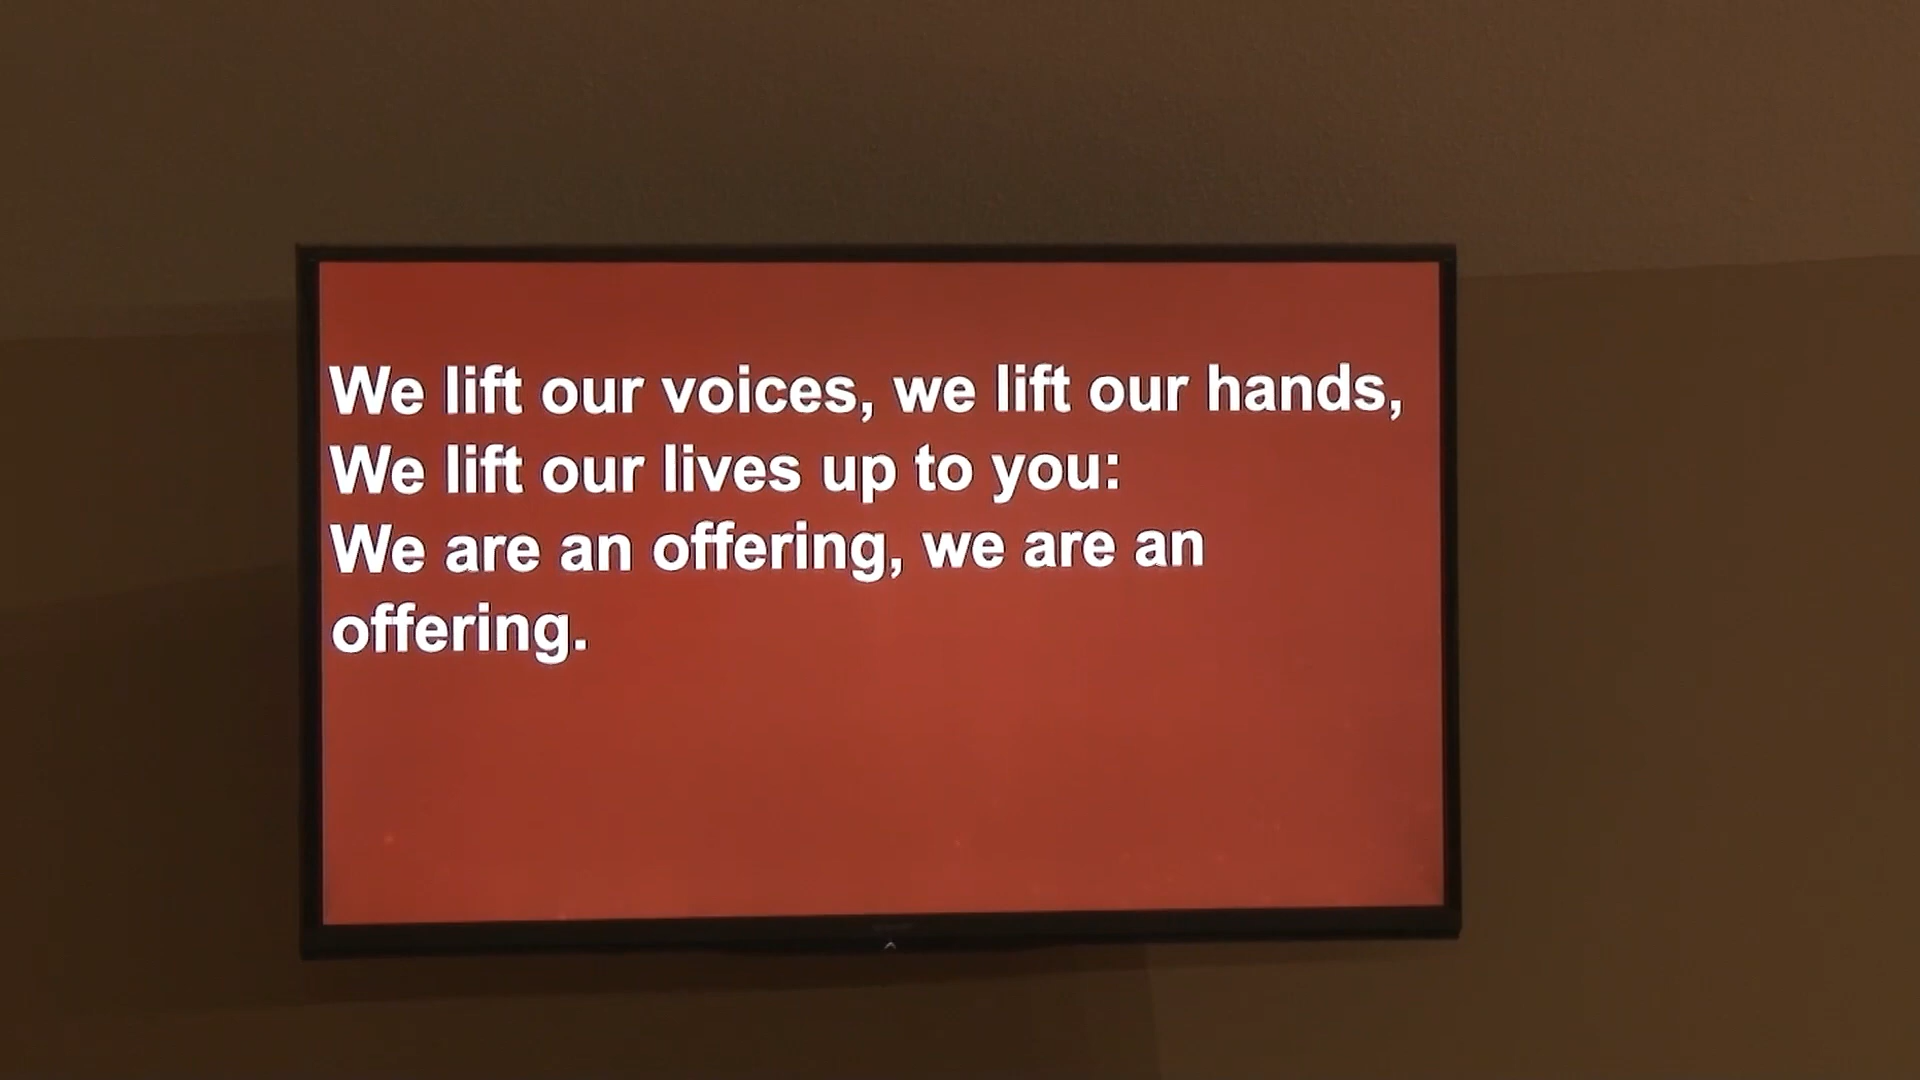 We lift our voices, we lift our hands,
We lift our lives up to you:
We are an offering, we are an
offering.